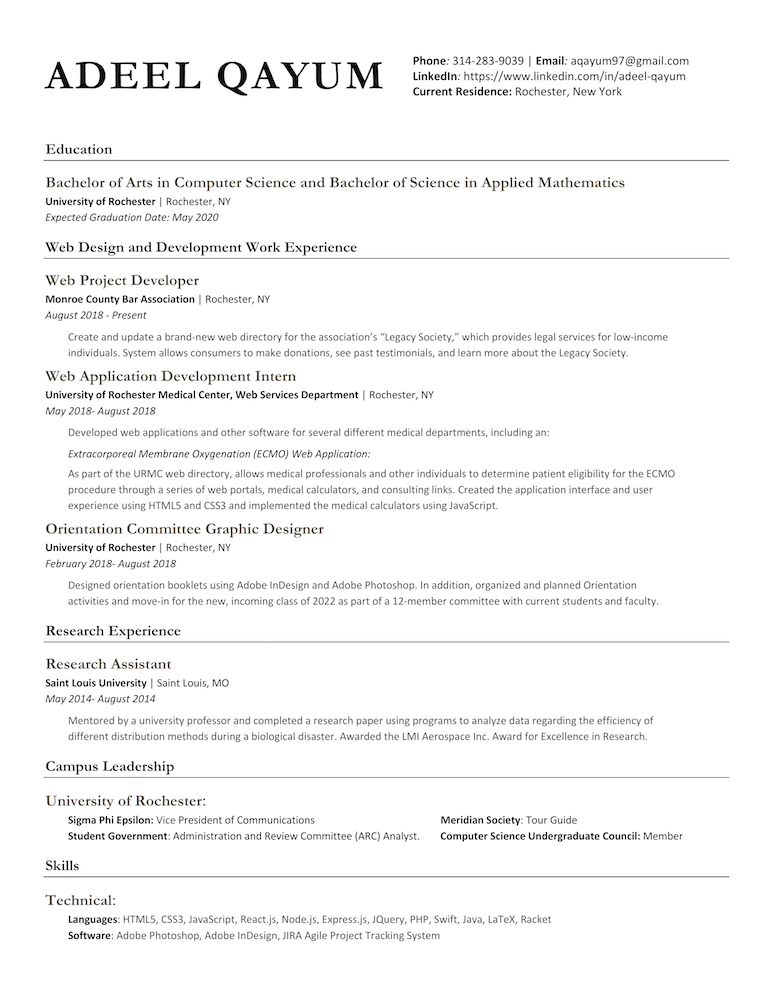 ADEEL QAYUM
Phone: 314-283-9039 | Email: aqayum97@gmail.com
LinkedIn: https://www.linkedin.com/in/adeel-qayum
Current Residence: Rochester, New York
Education
Bachelor of Arts in Computer Science and Bachelor of Science in Applied Mathematics
University of Rochester | Rochester, NY
Expected Graduation Date: May 2020
Web Design and Development Work Experience
Web Project Developer
Monroe County Bar Association | Rochester, NY
August 2018 - Present
Create and update a brand-new web directory for the association's "Legacy Society," which provides legal services for low-income
individuals. System allows consumers to make donations, see past testimonials, and learn more about the Legacy Society.
Web Application Development Intern
University of Rochester Medical Center, Web Services Department | Rochester, NY
May 2018- August 2018
Developed web applications and other software for several different medical departments, including an:
Extracorporeal Membrane Oxygenation (ECMO) Web Application:
As part of the URMC web directory, allows medical professionals and other individuals to determine patient eligibility for the ECMO
procedure through a series of web portals, medical calculators, and consulting links. Created the application interface and user
experience using HTML5 and CSS3 and implemented the medical calculators using JavaScript.
Orientation Committee Graphic Designer
University of Rochester | Rochester, NY
February 2018- August 2018
Designed orientation booklets using Adobe InDesign and Adobe Photoshop. In addition, organized and planned Orientation
activities and move-in for the new, incoming class of 2022 as part of a 12-member committee with current students and faculty.
Research Experience
Research Assistant
Saint Louis University | Saint Louis, MO
May 2014- August 2014
Mentored by a university professor and completed a research paper using programs to analyze data regarding the efficiency of
different distribution methods during a biological disaster. Awarded the LMI Aerospace Inc. Award for Excellence in Research.
Campus Leadership
University of Rochester:
Sigma Phi Epsilon: Vice President of Communications
Student Government: Administration and Review Committee (ARC) Analyst.
Meridian Society: Tour Guide
Computer Science Undergraduate Council: Member
Skills
Technical:
Languages: HTML5, CSS3, JavaScript, React.js, Node.js, Express.js, JQuery, PHP, Swift, Java, LaTeX, Racket
Software: Adobe Photoshop, Adobe InDesign, JIRA Agile Project Tracking System